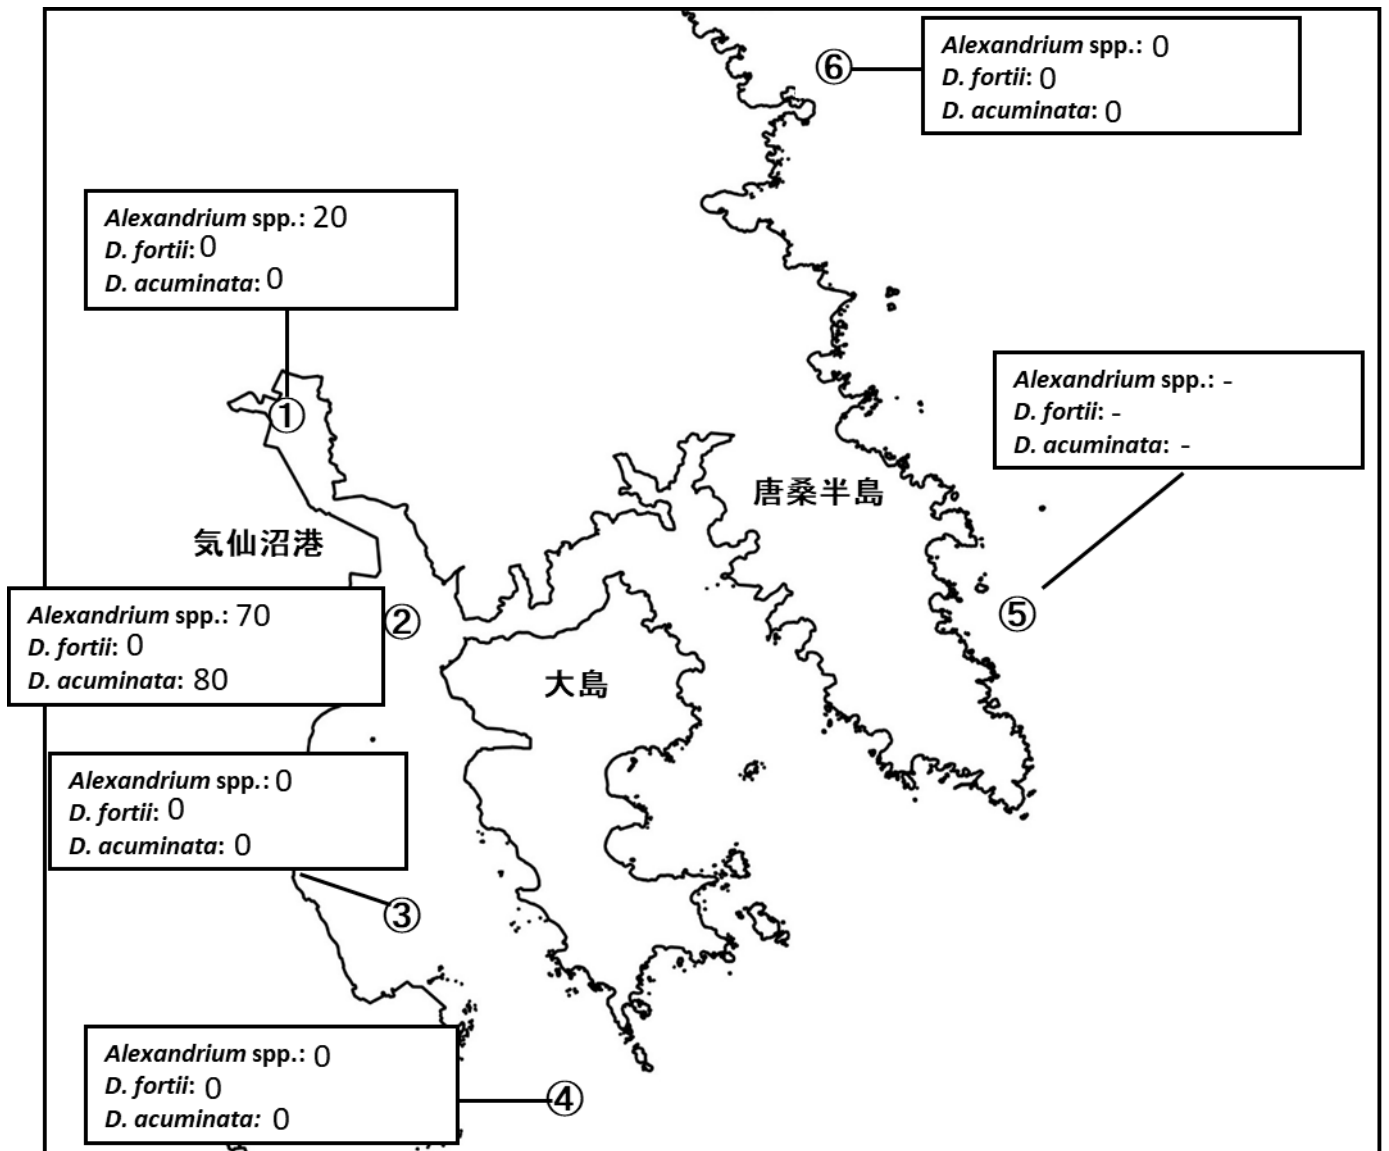 ⑥
Alexandrium spp.: 0
D. fortii: 0
D. acuminata: 0
Alexandrium spp.: 20
D. fortii: 0
D. acuminata: 0
①
Alexandrium spp.: -
D. fortii: -
D. acuminata: -
唐桑半島
気仙沼港
Alexandrium spp.: 70
D. fortii: 0
D. acuminata: 80
②
⑤
大島
Alexandrium spp.: 0
D. fortii: 0
D. acuminata: 0
③
Alexandrium spp.: 0
D. fortii: 0
D. acuminata: 0
④